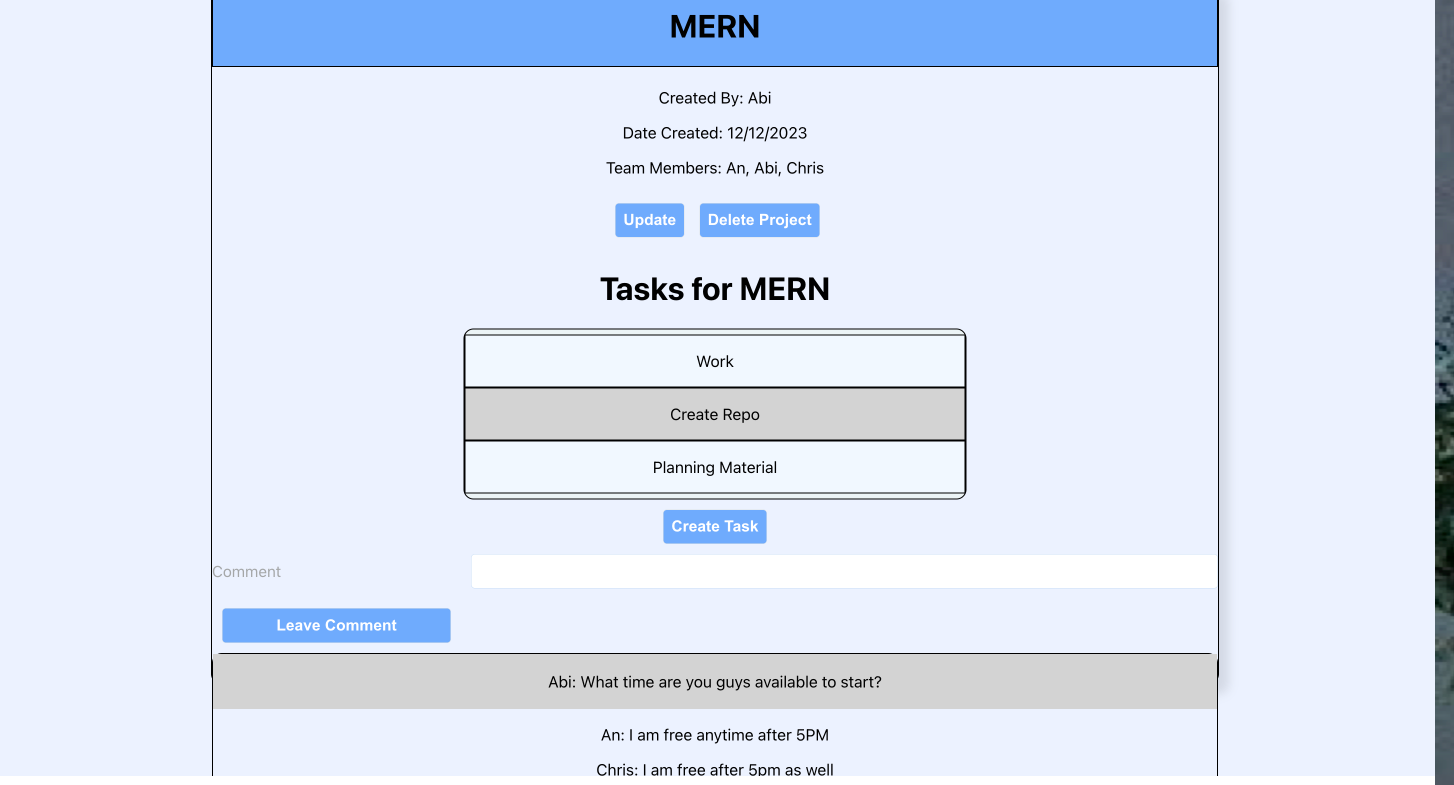 MERN
Created By: Abi
Date Created: 12/12/2023
Team Members: An, Abi, Chris
Update Delete Project
Tasks for MERN
Work
Create Repo
Planning Material
Create Task
Comment
Leave Comment
Abi: What time are you guys available to start?
An: I am free anytime after 5PM
Chris: I am free after 5pm as well